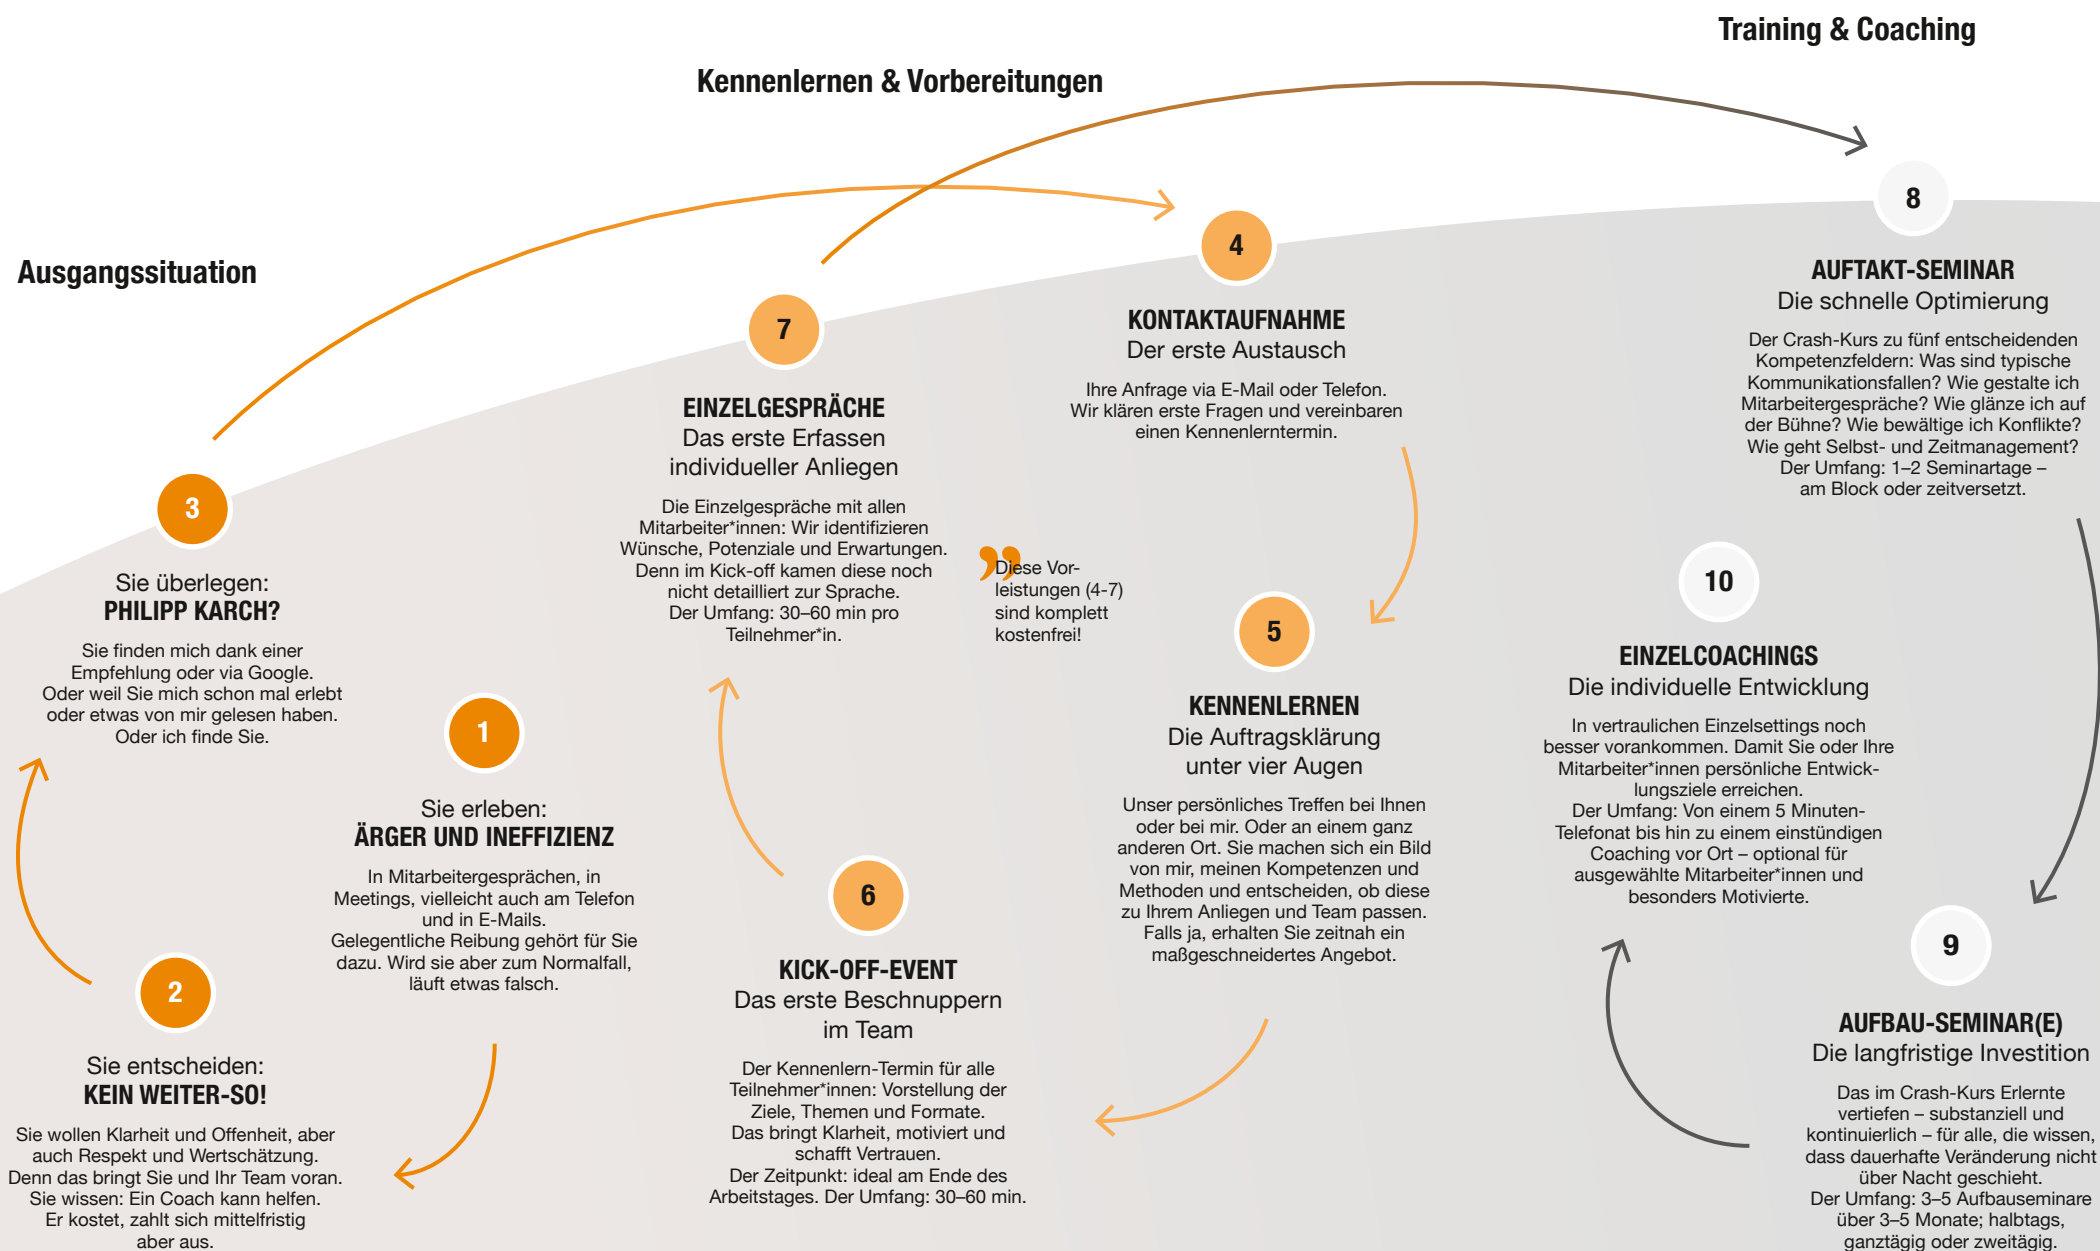 Training & Coaching
Kennenlernen & Vorbereitungen
Ausgangssituation
1
Sie erleben:
ÄRGER UND INEFFIZIENZ
In Mitarbeitergesprächen, in
Meetings, vielleicht auch am Telefon
und in E-Mails.
Gelegentliche Reibung gehört für Sie
dazu. Wird sie aber zum Normalfall,
läuft etwas falsch.
2
Sie entscheiden:
KEIN WEITER-SO!
Sie wollen Klarheit und Offenheit, aber
auch Respekt und Wertschätzung.
Denn das bringt Sie und Ihr Team voran.
Sie wissen: Ein Coach kann helfen.
Er kostet, zahlt sich mittelfristig
aber aus.
3
Sie überlegen:
PHILIPP KARCH?
Sie finden mich dank einer
Empfehlung oder via Google.
Oder weil Sie mich schon mal erlebt
oder etwas von mir gelesen haben.
Oder ich finde Sie.
4
KONTAKTAUFNAHME
Der erste Austausch
Ihre Anfrage via E-Mail oder Telefon.
Wir klären erste Fragen und vereinbaren
einen Kennenlerntermin.
5
KENNENLERNEN
Die Auftragsklärung
unter vier Augen
Unser persönliches Treffen bei Ihnen
oder bei mir. Oder an einem ganz
anderen Ort. Sie machen sich ein Bild
von mir, meinen Kompetenzen und
Methoden und entscheiden, ob diese
zu Ihrem Anliegen und Team passen.
Falls ja, erhalten Sie zeitnah ein
maßgeschneidertes Angebot.
6
KICK-OFF-EVENT
Das erste Beschnuppern
im Team
Der Kennenlern-Termin für alle
Teilnehmer*innen: Vorstellung der
Ziele, Themen und Formate.
Das bringt Klarheit, motiviert und
schafft Vertrauen.
Der Zeitpunkt: ideal am Ende des
Arbeitstages. Der Umfang: 30–60 min.
7
EINZELGESPRÄCHE
Das erste Erfassen
individueller Anliegen
Die Einzelgespräche mit allen
Mitarbeiter*innen: Wir identifizieren
Wünsche, Potenziale und Erwartungen.
Denn im Kick-off kamen diese noch
nicht detailliert zur Sprache.
Der Umfang: 30–60 min pro
Teilnehmer*in.
”
Diese Vor-
leistungen (4-7)
sind komplett
kostenfrei!
8
AUFTAKT-SEMINAR
Die schnelle Optimierung
Der Crash-Kurs zu fünf entscheidenden
Kompetenzfeldern: Was sind typische
Kommunikationsfallen? Wie gestalte ich
Mitarbeitergespräche? Wie glänze ich auf
der Bühne? Wie bewältige ich Konflikte?
Wie geht Selbst- und Zeitmanagement?
Der Umfang: 1–2 Seminartage –
am Block oder zeitversetzt.
9
AUFBAU-SEMINAR(E)
Die langfristige Investition
Das im Crash-Kurs Erlernte
vertiefen – substanziell und
kontinuierlich – für alle, die wissen,
dass dauerhafte Veränderung nicht
über Nacht geschieht.
Der Umfang: 3–5 Aufbauseminare
über 3–5 Monate; halbtags,
ganztägig oder zweitägig.
10
EINZELCOACHINGS
Die individuelle Entwicklung
In vertraulichen Einzelsettings noch
besser vorankommen. Damit Sie oder Ihre
Mitarbeiter*innen persönliche Entwick-
lungsziele erreichen.
Der Umfang: Von einem 5 Minuten-
Telefonat bis hin zu einem einstündigen
Coaching vor Ort – optional für
ausgewählte Mitarbeiter*innen und
besonders Motivierte.